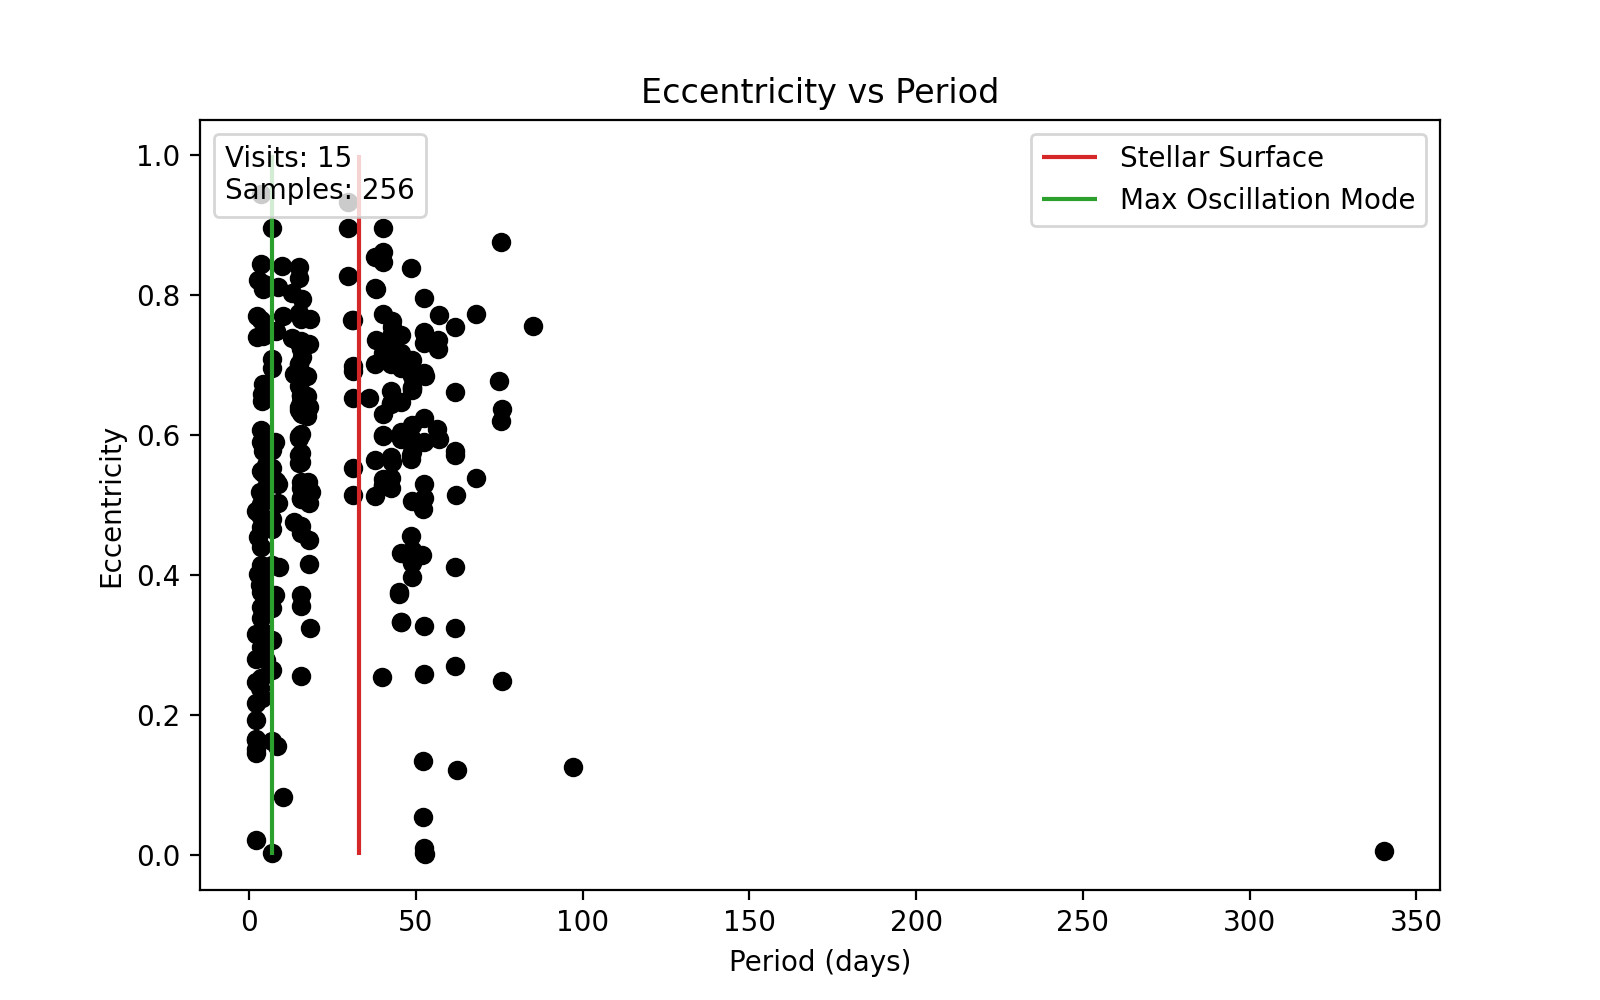 Eccentricity vs Period
Visits: 15
Samples: 256
Stellar Surface
Max Oscillation Mode
1.0
0.8
0.6
0.4
0.2
0.0
Eccentricity
0 50 100 150 200 250 300 350
Period (days)